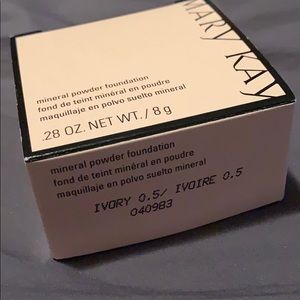 MARY KAY
mineral powder foundation
fond de teint minéral en poudre
maquillaje en polvo suelto mineral
.28 OZ. NET WT./8 g
mineral powder foundation
fond de teint minéral en poudre
maquillaje en polvo suelto mineral
IVORY 0.5/ IVOIRE 0.5
040983